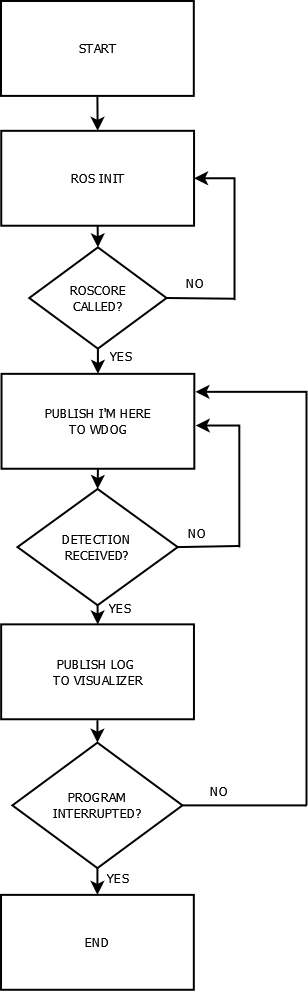 START
ROS INIT
ROSCORE
CALLED?
NO
YES
PUBLISH I'M HERE
TO WDOG
DETECTION
RECEIVED?
NO
YES
PUBLISH LOG
TO VISUALIZER
PROGRAM
INTERRUPTED?
NO
YES
END